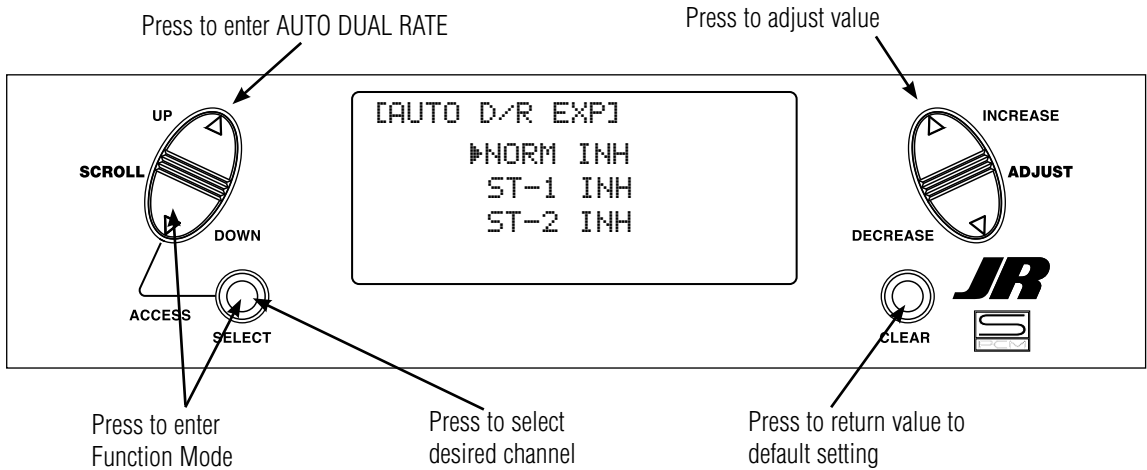 Press to enter AUTO DUAL RATE
Press to adjust value
UP
SCROLL
DOWN
ACCESS
SELECT
[AUTO D/R EXP]
NORM INH
ST-1 INH
ST-2 INH
INCREASE
ADJUST
DECREASE
CLEAR
JR
S
PCM
Press to enter
Function Mode
Press to select
desired channel
Press to return value to
default setting